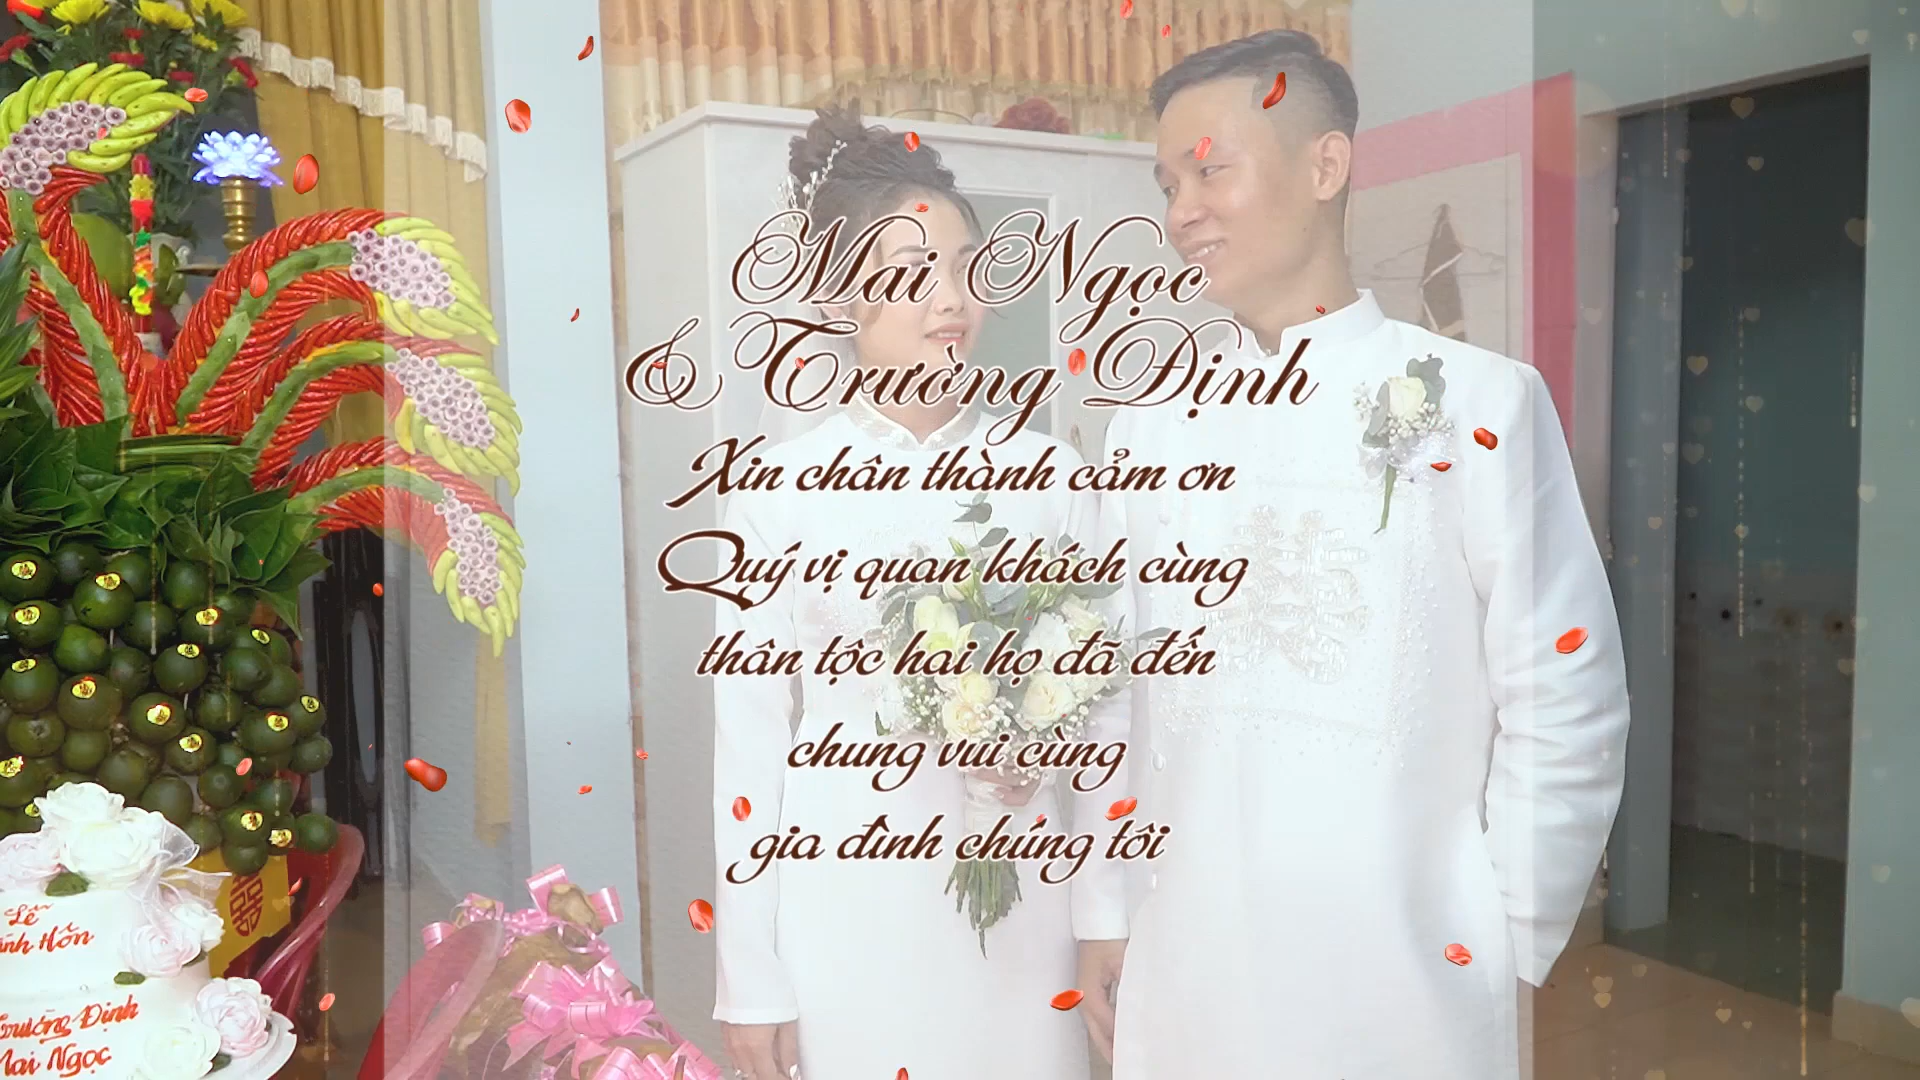 Mai Ngọc
& Trường Định
Xin chân thành cảm ơn
Quý vị quan khách cùng
thân tộc hai họ đã đến
chung vui cùng
gia đình chúng tôi
Lễ
Hôn
Trường Định
Mai Ngọc